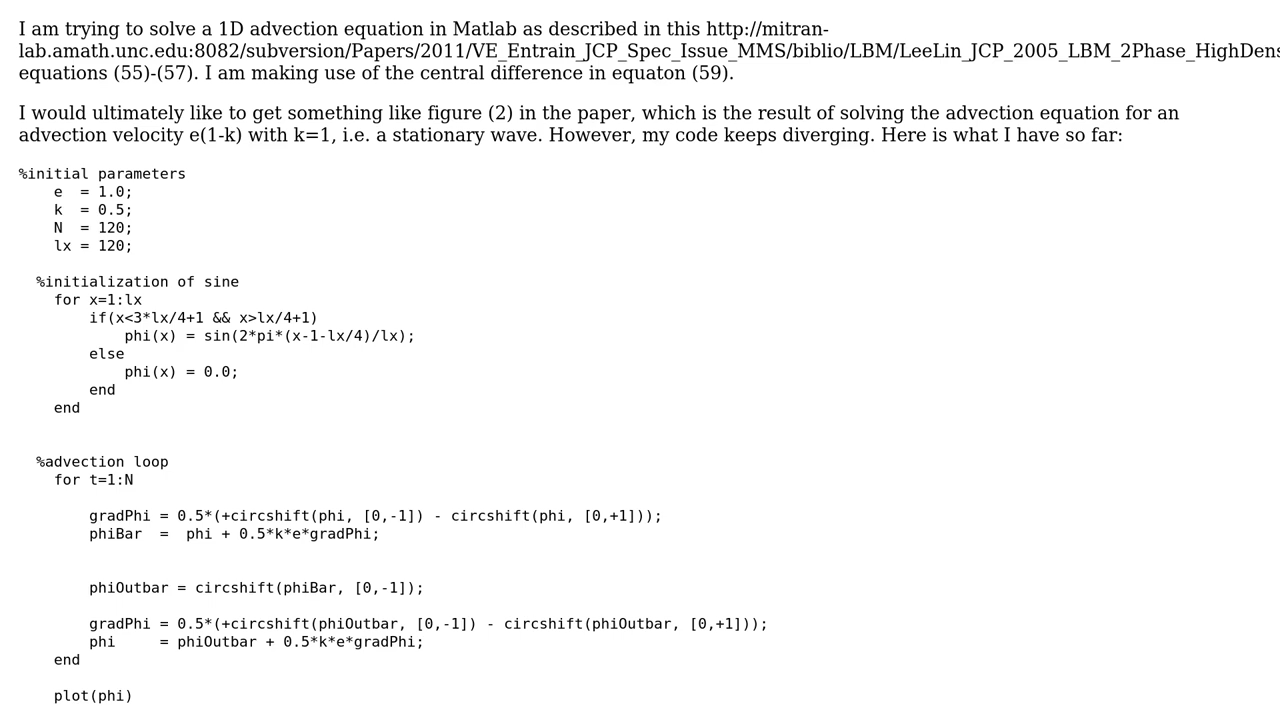 I am trying to solve a 1D advection equation in Matlab as described in this http://mitran-
lab.amath.unc.edu:8082/subversion/Papers/2011/VE_Entrain_JCP_Spec_Issue_MMS/biblio/LBM/LeeLin_JCP_2005_LBM_2Phase_HighDens
equations (55)-(57). I am making use of the central difference in equaton (59).
I would ultimately like to get something like figure (2) in the paper, which is the result of solving the advection equation for an
advection velocity e(1-k) with k=1, i.e. a stationary wave. However, my code keeps diverging. Here is what I have so far:
%initial parameters
    e  = 1.0;
    k  = 0.5;
    N  = 120;
    lx = 120;
  %initialization of sine
    for x=1:lx
        if(x<3*lx/4+1 && x>lx/4+1)
            phi(x) = sin(2*pi*(x-1-lx/4)/lx);
        else
            phi(x) = 0.0;
        end
    end
  %advection loop
    for t=1:N
        gradPhi = 0.5*(+circshift(phi, [0,-1]) - circshift(phi, [0,+1]));
        phiBar  =  phi + 0.5*k*e*gradPhi;
        phiOutbar = circshift(phiBar, [0,-1]);
        gradPhi = 0.5*(+circshift(phiOutbar, [0,-1]) - circshift(phiOutbar, [0,+1]));
        phi     = phiOutbar + 0.5*k*e*gradPhi;
    end
    plot(phi)